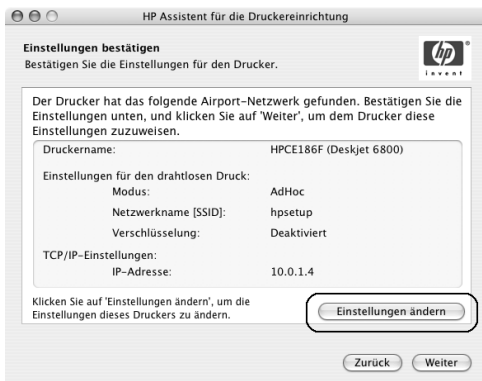 HP Assistent für die Druckereinrichtung
Einstellungen bestätigen
Bestätigen Sie die Einstellungen für den Drucker.
hp
invent
Der Drucker hat das folgende Airport-Netzwerk gefunden. Bestätigen Sie die
Einstellungen unten, und klicken Sie auf 'Weiter', um dem Drucker diese
Einstellungen zuzuweisen.
Druckername: HPCE186F (Deskjet 6800)
Einstellungen für den drahtlosen Druck:
Modus: AdHoc
Netzwerkname [SSID]: hpsetup
Verschlüsselung: Deaktiviert
TCP/IP-Einstellungen:
IP-Adresse: 10.0.1.4
Klicken Sie auf 'Einstellungen ändern', um die
Einstellungen dieses Druckers zu ändern.
Einstellungen ändern
Zurück Weiter